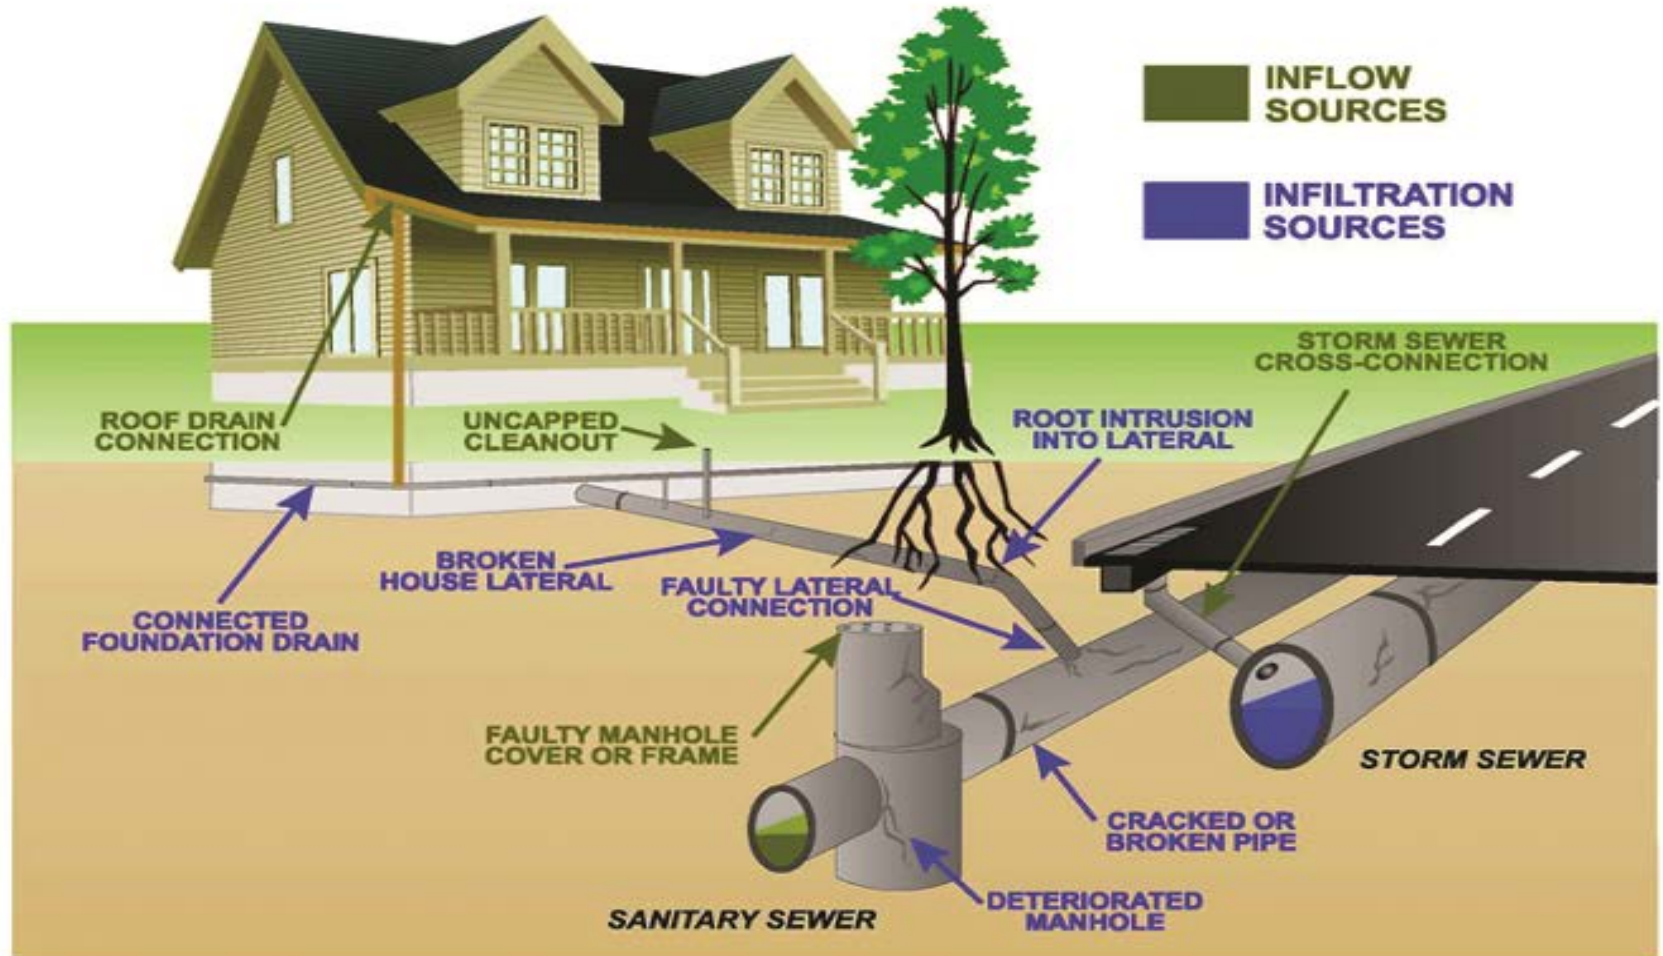 INFLOW
SOURCES
INFILTRATION
SOURCES
STORM SEWER
CROSS-CONNECTION
ROOF DRAIN
CONNECTION
UNCAPPED
CLEANOUT
ROOT INTRUSION
INTO LATERAL
BROKEN
HOUSE LATERAL
FAULTY LATERAL
CONNECTION
CONNECTED
FOUNDATION DRAIN
FAULTY MANHOLE
COVER OR FRAME
STORM SEWER
CRACKED OR
BROKEN PIPE
DETERIORATED
MANHOLE
SANITARY SEWER